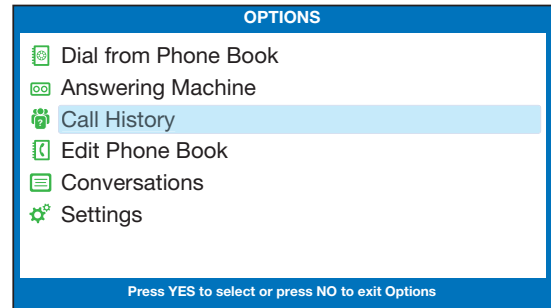 OPTIONS
Dial from Phone Book
Answering Machine
Call History
Edit Phone Book
Conversations
Settings
Press YES to select or press NO to exit Options